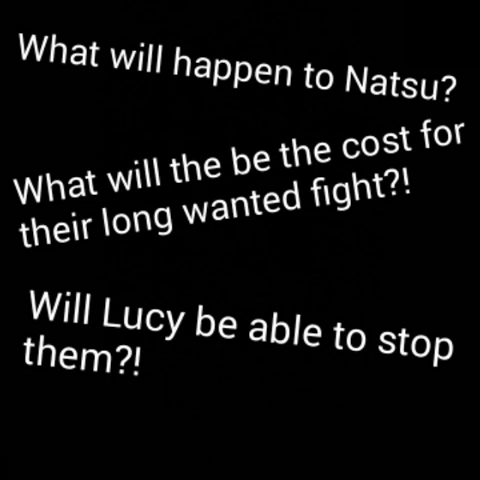 What will happen to Natsu?
What will the be the cost for
their long wanted fight?!
Will Lucy be able to stop
them?!